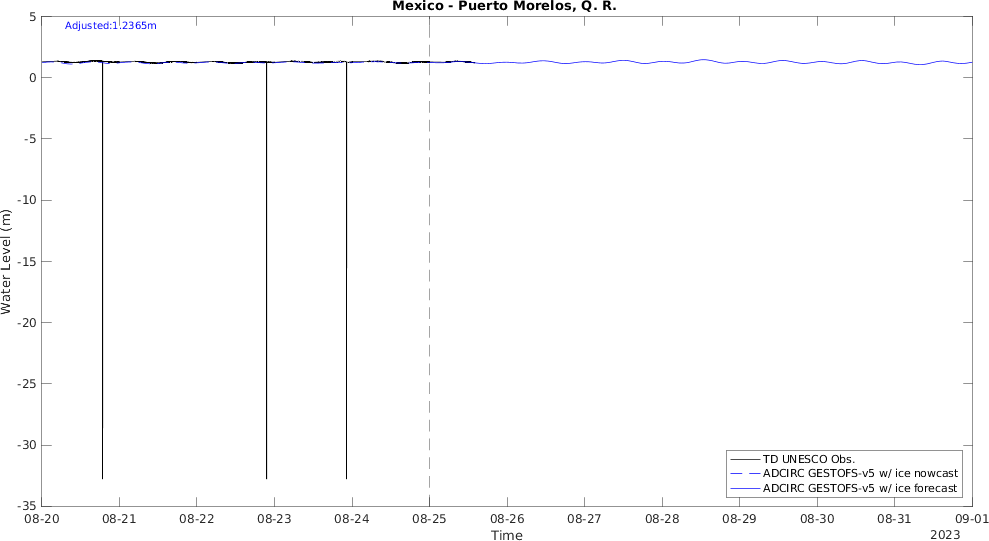 Mexico - Puerto Morelos, Q. R.
Adjusted:1.2365m
5
0
-5
-10
-15
-20
-25
-30
-35
Water Level (m)
TD UNESCO Obs.
ADCIRC GESTOFS-v5 w/ ice nowcast
ADCIRC GESTOFS-v5 w/ ice forecast
08-20 08-21 08-22 08-23 08-24 08-25 08-26 08-27 08-28 08-29 08-30 08-31 09-01
Time
2023